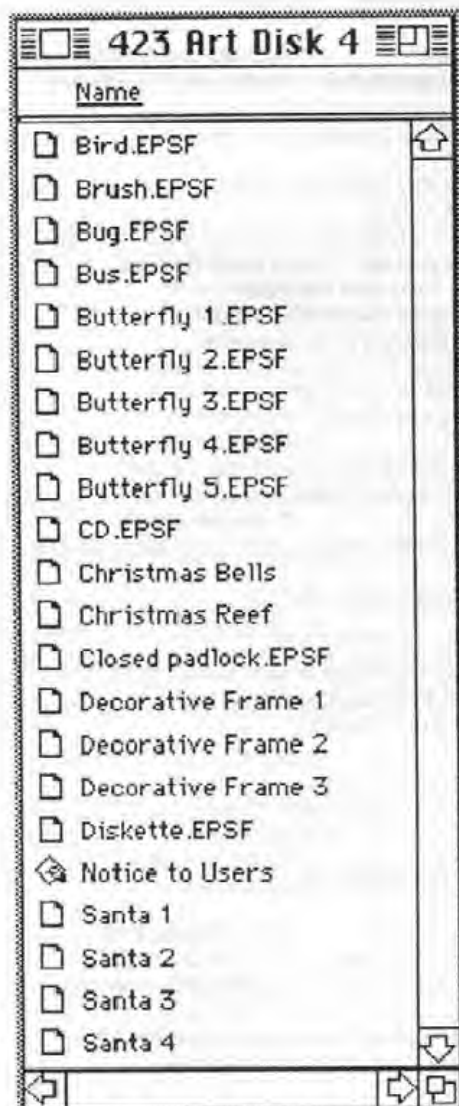 423 Art Disk 4
Name
Bird.EPSF
Brush.EPSF
Bug.EPSF
Bus.EPSF
Butterfly 1.EPSF
Butterfly 2.EPSF
Butterfly 3.EPSF
Butterfly 4.EPSF
Butterfly 5.EPSF
CD.EPSF
Christmas Bells
Christmas Reef
Closed padlock.EPSF
Decorative Frame 1
Decorative Frame 2
Decorative Frame 3
Diskette.EPSF
Notice to Users
Santa 1
Santa 2
Santa 3
Santa 4